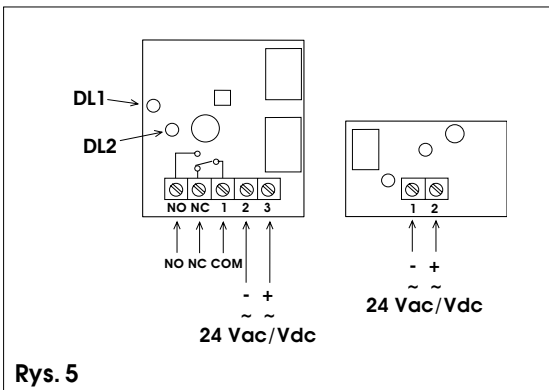 DL1
DL2
NO NC 1 2 3
NO NC COM
- +
~ ~
24 Vac/Vdc
1 2
- +
~ ~
24 Vac/Vdc
Rys. 5